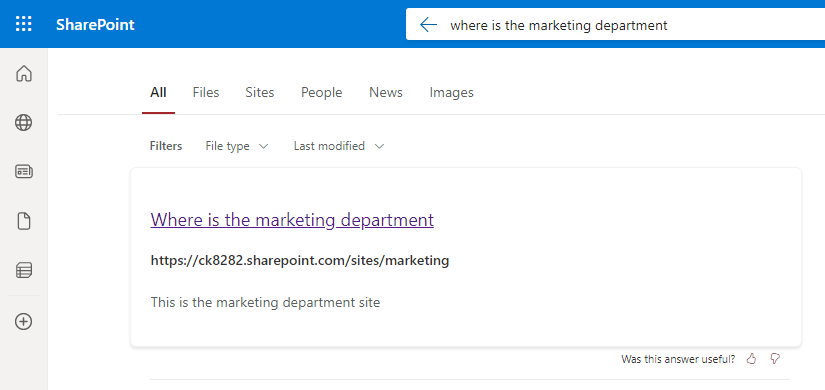 SharePoint
where is the marketing department
All Files Sites People News Images
Filters File type Last modified
Where is the marketing department
https://ck8282.sharepoint.com/sites/marketing
This is the marketing department site
Was this answer useful?